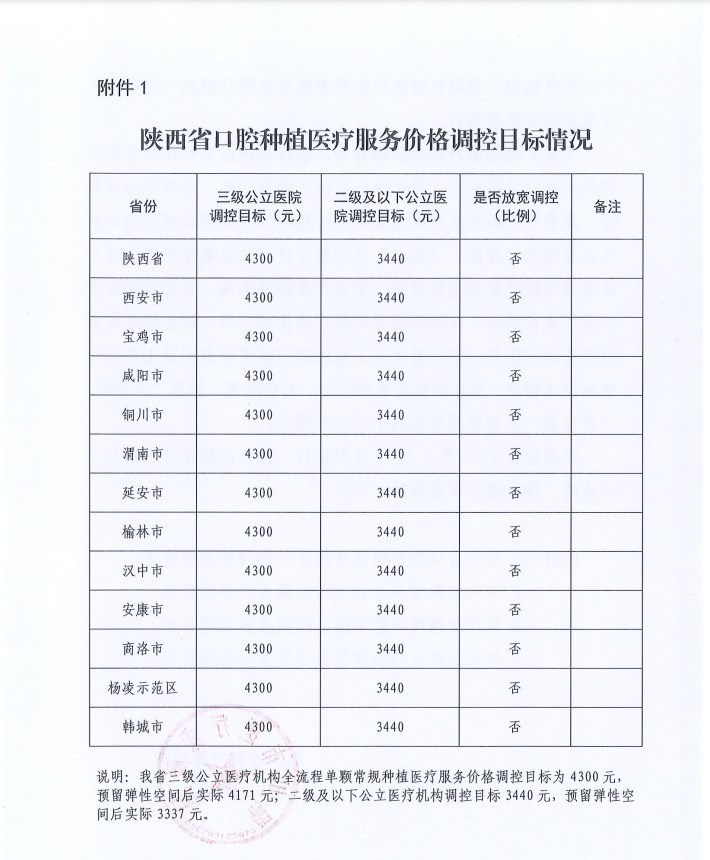 附件 1
陕西省口腔种植医疗服务价格调控目标情况
省份 三级公立医院调控目标（元） 二级及以下公立医院调控目标（元） 是否放宽调控（比例） 备注
陕西省 4300 3440 否
西安市 4300 3440 否
宝鸡市 4300 3440 否
咸阳市 4300 3440 否
铜川市 4300 3440 否
渭南市 4300 3440 否
延安市 4300 3440 否
榆林市 4300 3440 否
汉中市 4300 3440 否
安康市 4300 3440 否
商洛市 4300 3440 否
杨凌示范区 4300 3440 否
韩城市 4300 3440 否
说明：我省三级公立医疗机构全流程单颗常规种植医疗服务价格调控目标为 4300 元，
预留弹性空间后实际 4171 元；二级及以下公立医疗机构调控目标 3440 元，预留弹性空
间后实际 3337 元。